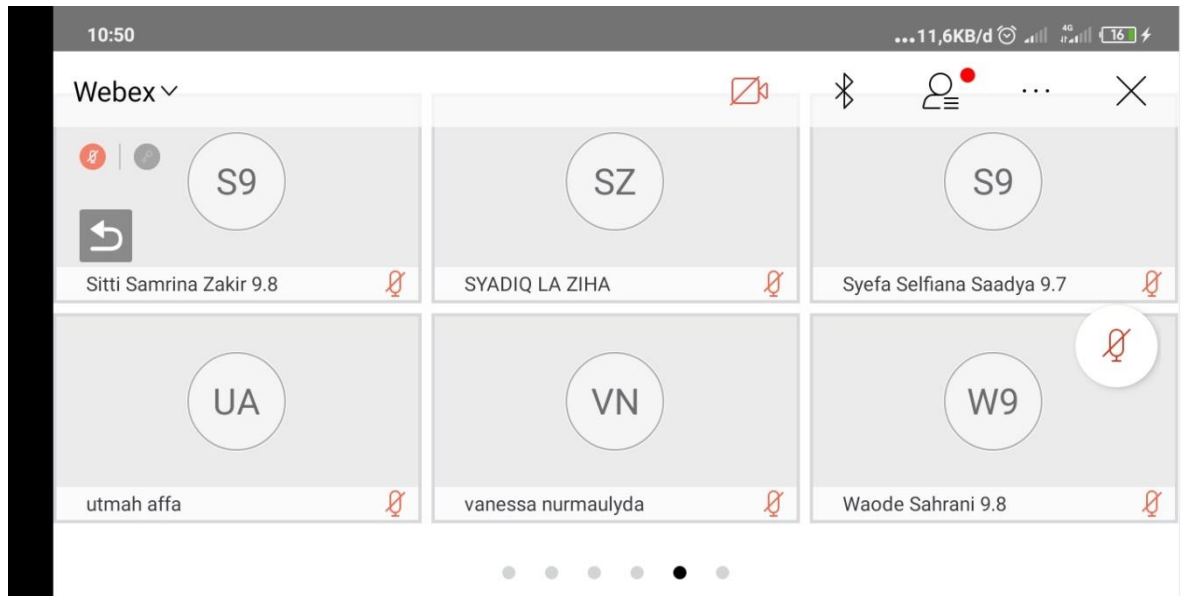 10:50 ...11,6KB/d 4G 16
Webex
S9 SZ S9
Sitti Samrina Zakir 9.8 SYADIQ LA ZIHA Syefa Selfiana Saadya 9.7
UA VN W9
utmah affa vanessa nurmaulyda Waode Sahrani 9.8